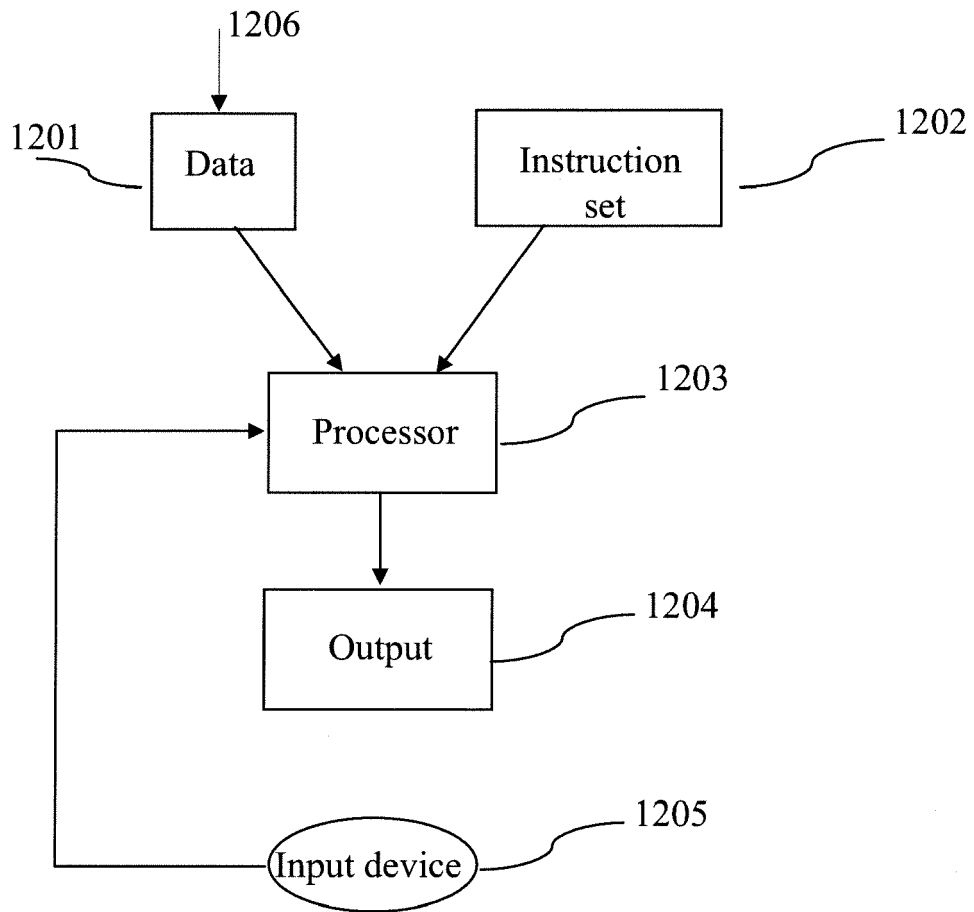 1206
1201
Data
Instruction
set
1202
1203
Processor
1204
Output
1205
Input device